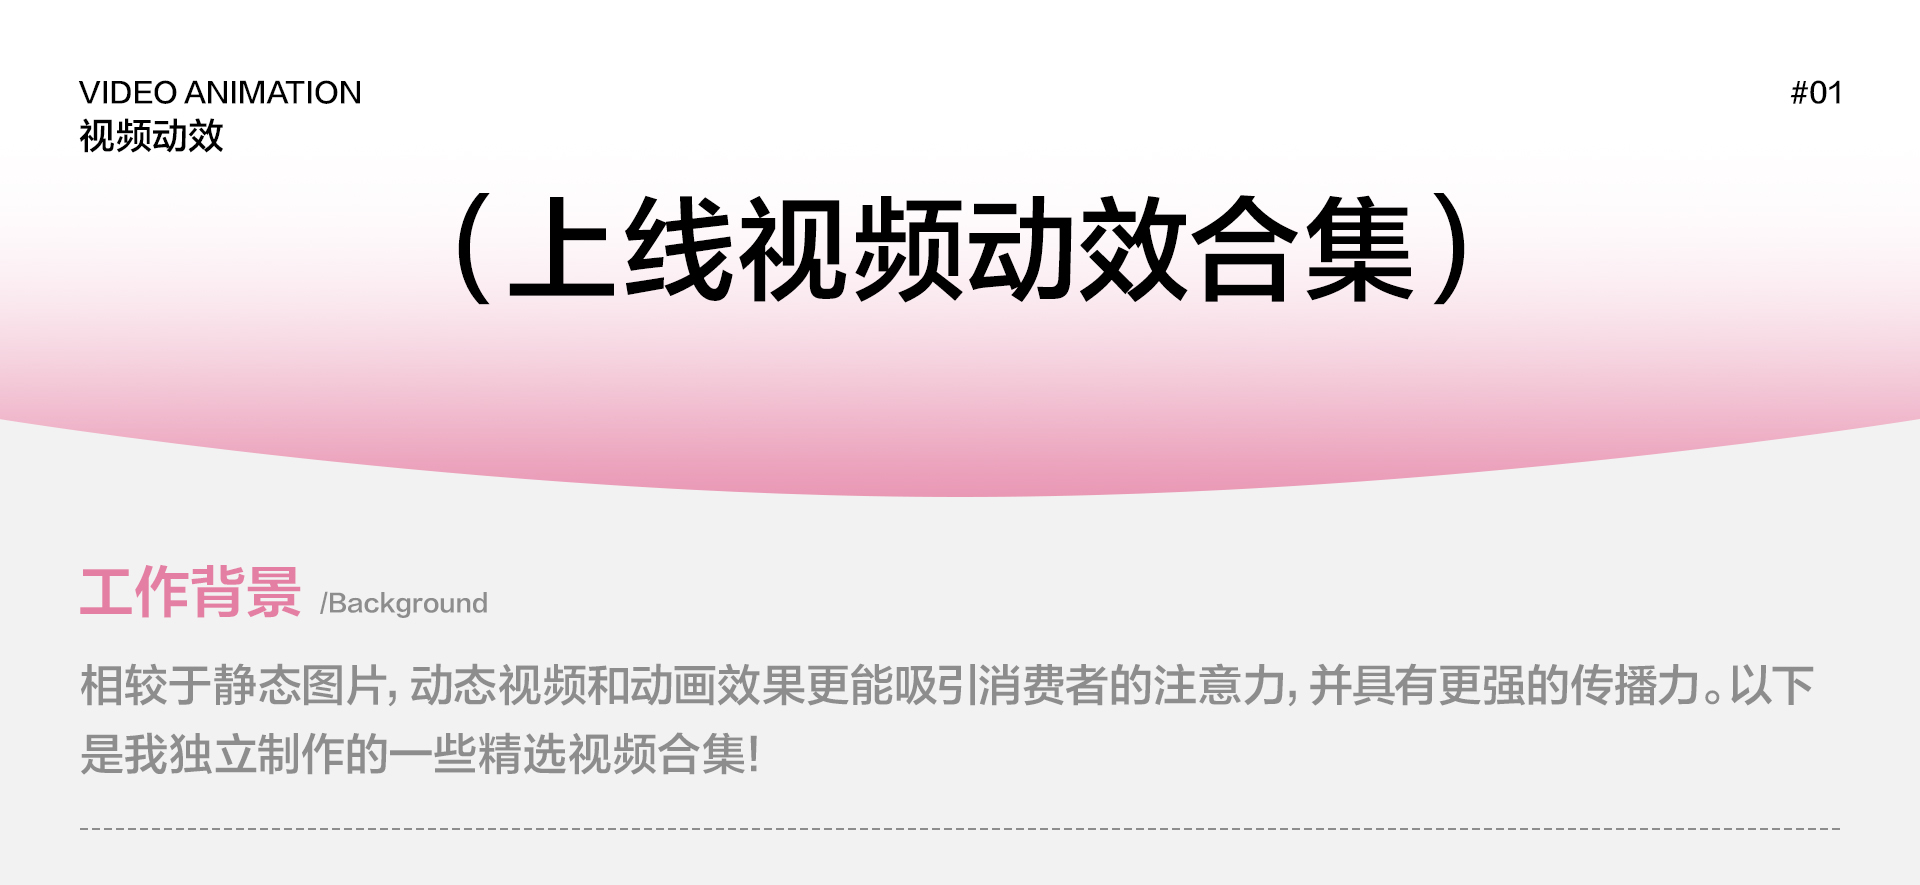 VIDEO ANIMATION
#01
视频动效
（上线视频动效合集）
工作背景 /Background
相较于静态图片，动态视频和动画效果更能吸引消费者的注意力，并具有更强的传播力。以下
是我独立制作的一些精选视频合集！